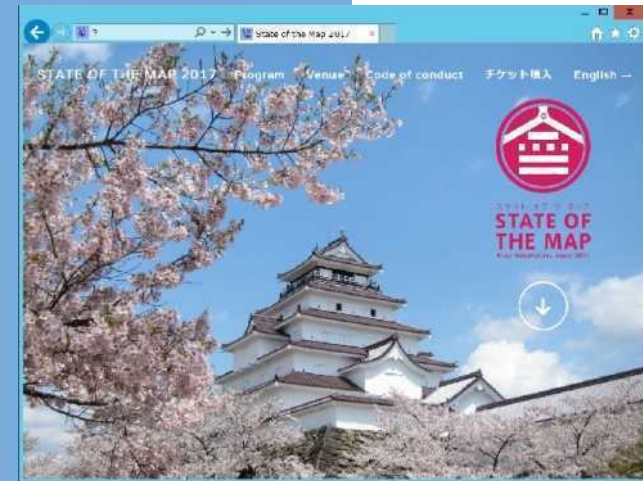 State of the Map 2017
STATE OF THE MAP 2017 Program Venue Code of conduct チケット購入 English
STATE OF
THE MAP